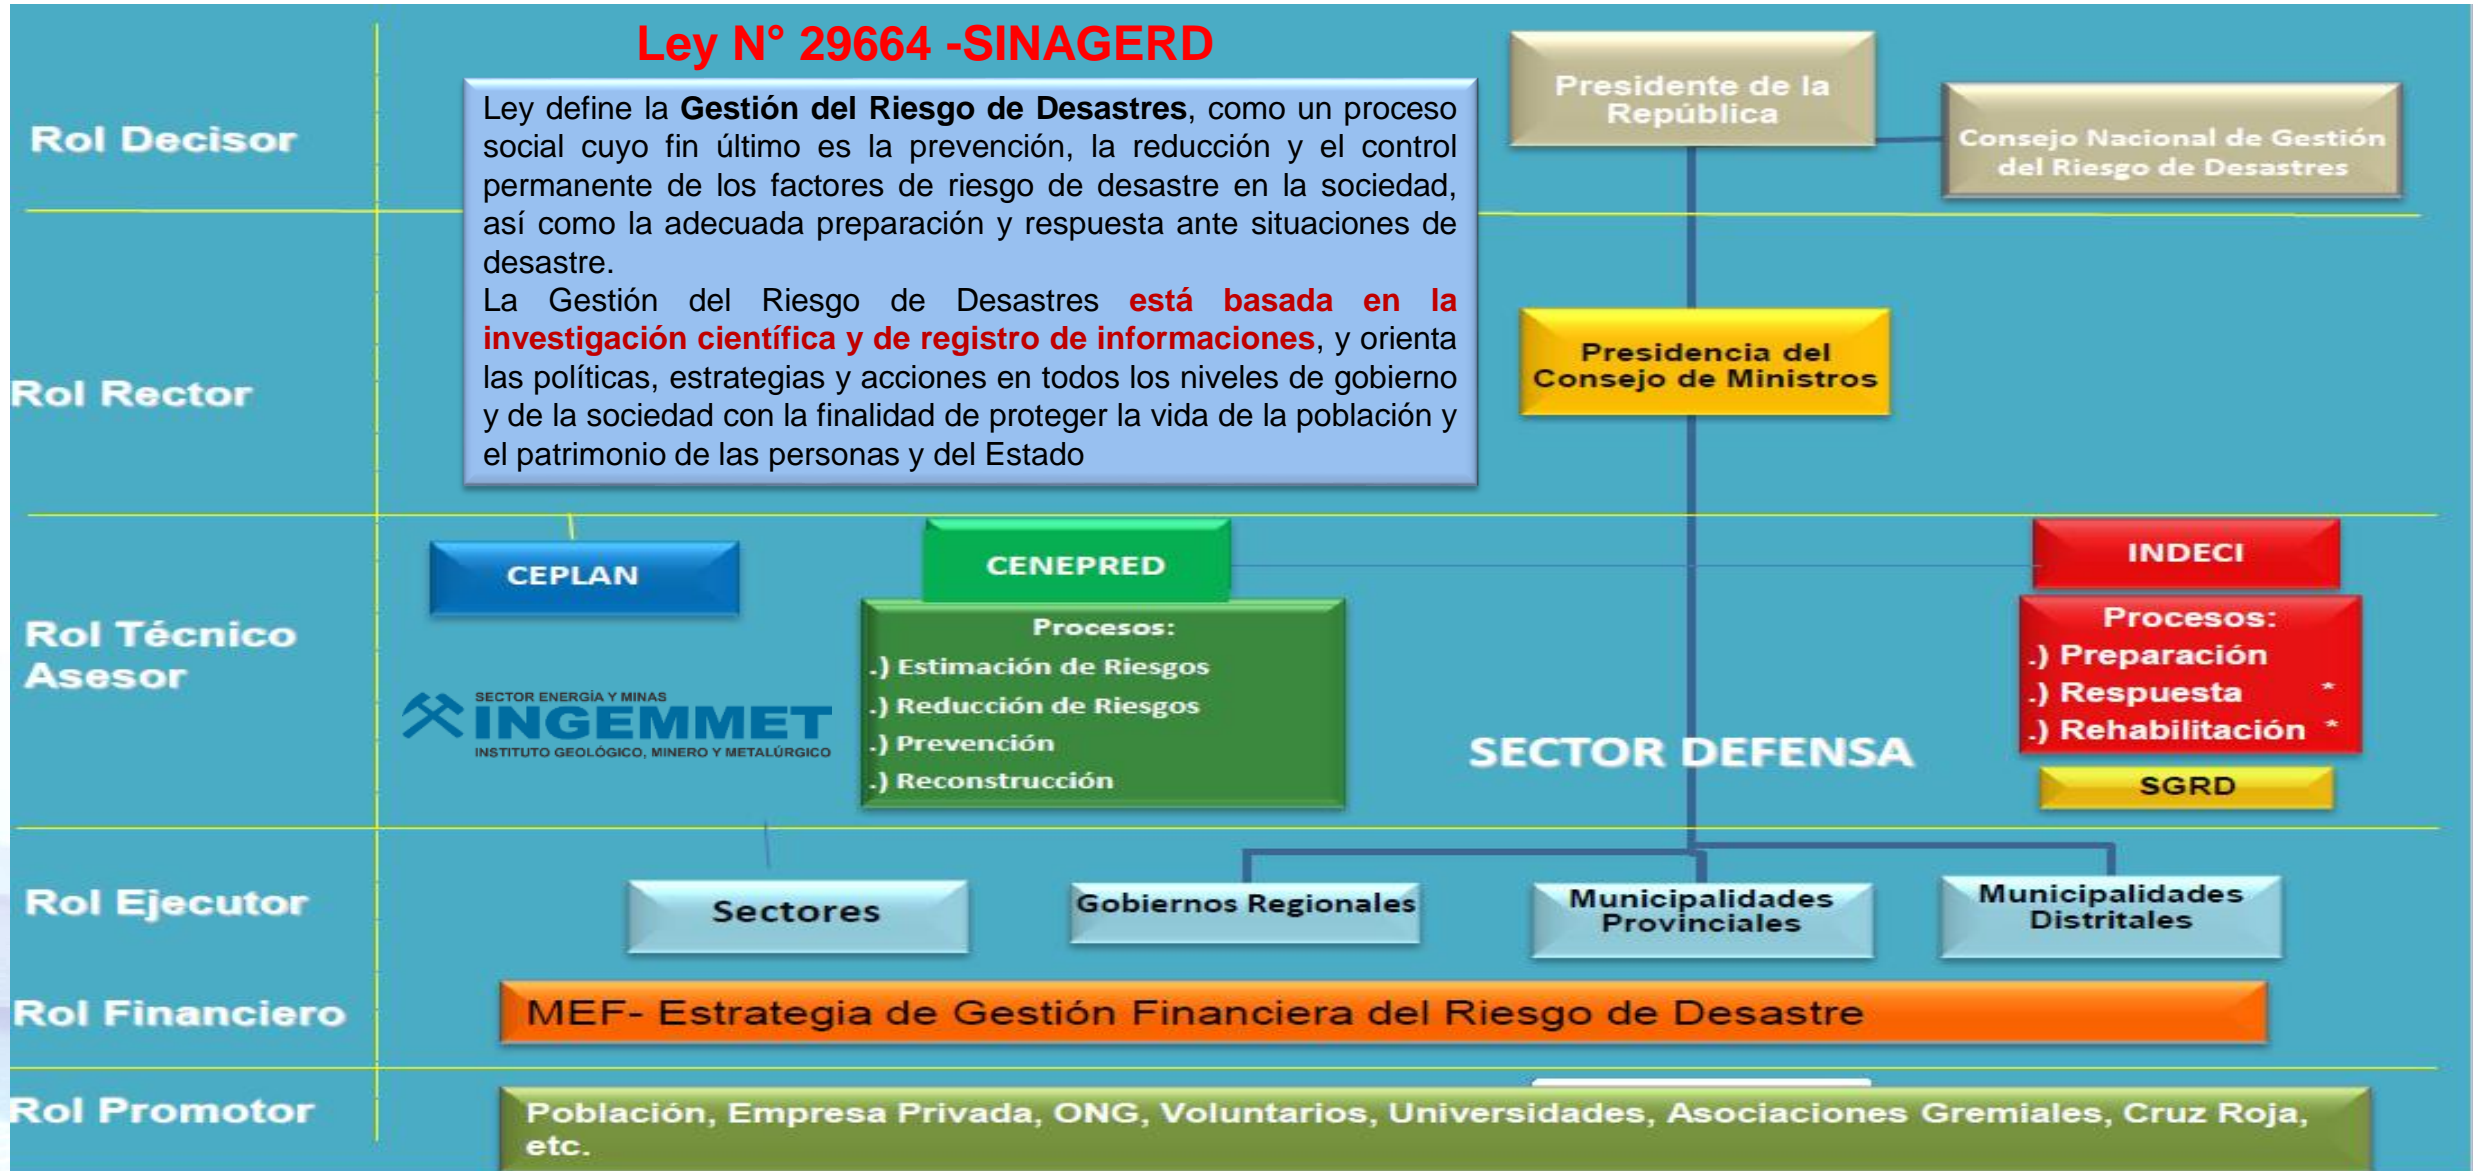 Ley N° 29664 -SINAGERD
Rol Decisor
Ley define la Gestión del Riesgo de Desastres, como un proceso
social cuyo fin último es la prevención, la reducción y el control
permanente de los factores de riesgo de desastre en la sociedad,
así como la adecuada preparación y respuesta ante situaciones de
desastre.
La Gestión del Riesgo de Desastres está basada en la
investigación científica y de registro de informaciones, y orienta
las políticas, estrategias y acciones en todos los niveles de gobierno
y de la sociedad con la finalidad de proteger la vida de la población y
el patrimonio de las personas y del Estado
Presidente de la
República
Consejo Nacional de Gestión
del Riesgo de Desastres
Rol Rector
Presidencia del
Consejo de Ministros
Rol Técnico
Asesor
CEPLAN
SECTOR ENERGÍA Y MINAS
INGEMMET
INSTITUTO GEOLÓGICO, MINERO Y METALÚRGICO
CENEPRED
Procesos:
.) Estimación de Riesgos
.) Reducción de Riesgos
.) Prevención
.) Reconstrucción
SECTOR DEFENSA
INDECI
Procesos:
.) Preparación
.) Respuesta *
.) Rehabilitación *
SGRD
Rol Ejecutor
Sectores
Gobiernos Regionales
Municipalidades
Provinciales
Municipalidades
Distritales
Rol Financiero
MEF- Estrategia de Gestión Financiera del Riesgo de Desastre
Rol Promotor
Población, Empresa Privada, ONG, Voluntarios, Universidades, Asociaciones Gremiales, Cruz Roja,
etc.